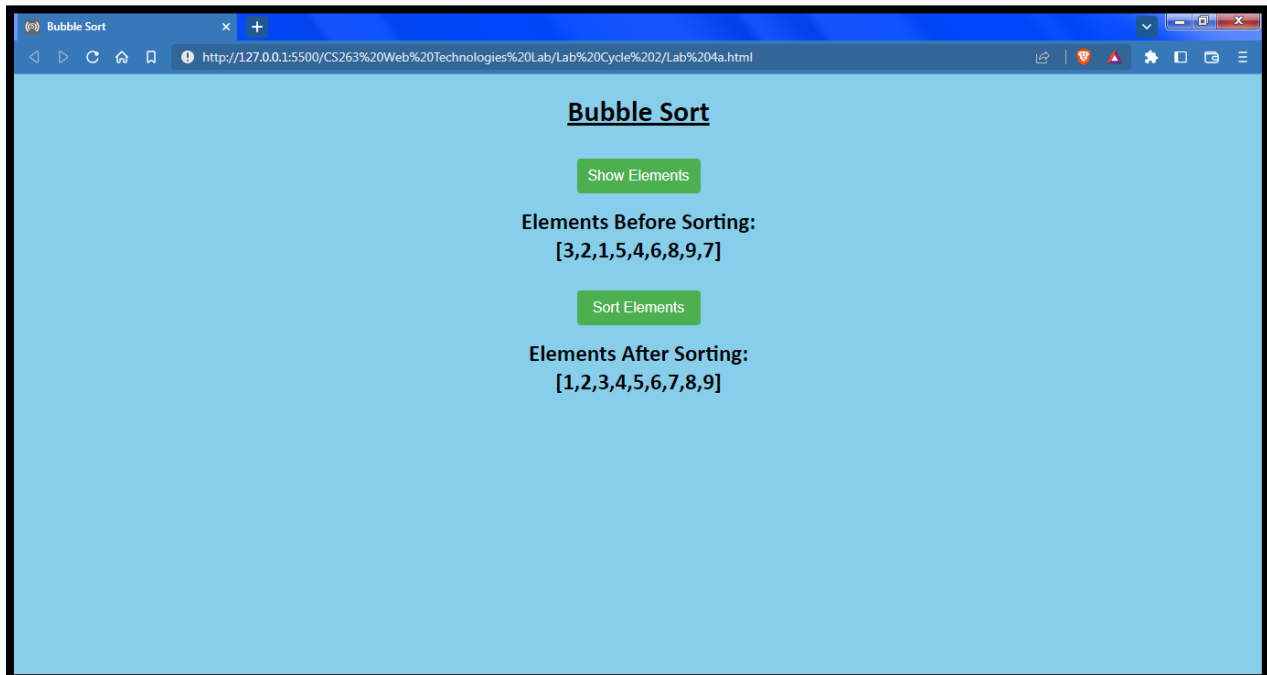 Bubble Sort
http://127.0.0.1:5500/CS263%20Web%20Technologies%20Lab/Lab%20Cycle%202/Lab%204a.html
Bubble Sort
Show Elements
Elements Before Sorting:
[3,2,1,5,4,6,8,9,7]
Sort Elements
Elements After Sorting:
[1,2,3,4,5,6,7,8,9]